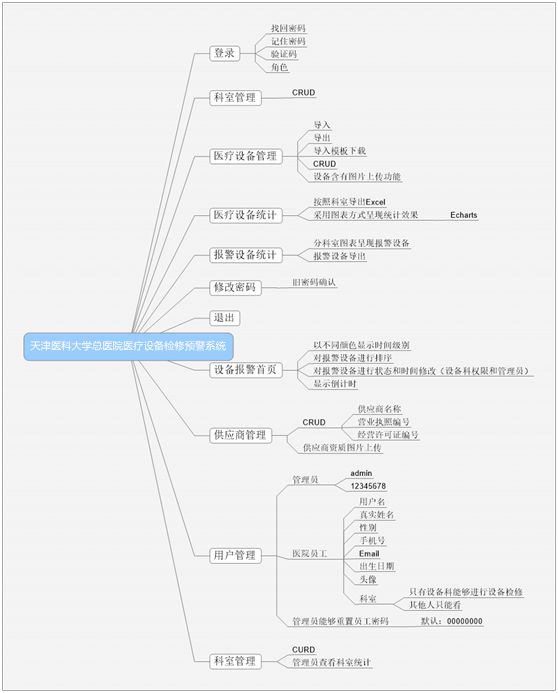 天津医科大学总医院医疗设备检修预警系统
登录
找回密码
记住密码
验证码
角色
科室管理
CRUD
医疗设备管理
导入
导出
导入模板下载
CRUD
设备含有图片上传功能
医疗设备统计
按照科室导出Excel
采用图表方式呈现统计效果
Echarts
报警设备统计
分科室图表呈现报警设备
报警设备导出
修改密码
旧密码确认
退出
设备报警首页
以不同颜色显示时间级别
对报警设备进行排序
对报警设备进行状态和时间修改（设备科权限和管理员）
显示倒计时
供应商管理
CRUD
供应商名称
营业执照编号
经营许可证编号
供应商资质图片上传
用户管理
管理员
admin
12345678
医院员工
用户名
真实姓名
性别
手机号
Email
出生日期
头像
科室
只有设备科能够进行设备检修
其他人只能看
管理员能够重置员工密码
默认：00000000
科室管理
CURD
管理员查看科室统计